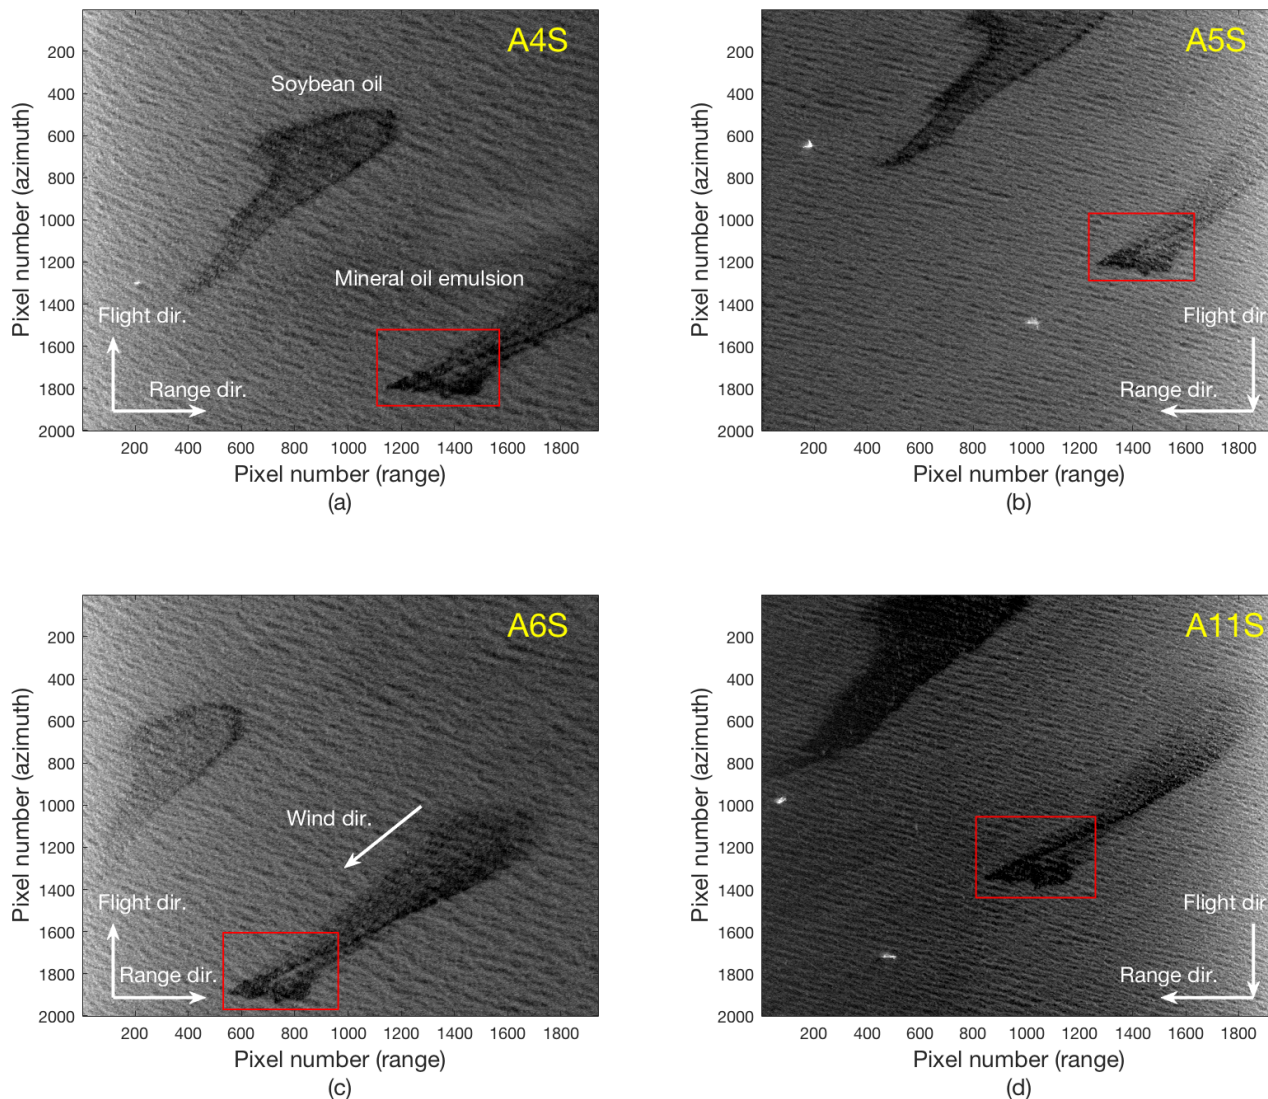 A4S
Soybean oil
Mineral oil emulsion
Flight dir.
Range dir.
200
400
600
800
1000
1200
1400
1600
1800
2000
200
400
600
800
1000
1200
1400
1600
1800
Pixel number (azimuth)
Pixel number (range)
(a)
A5S
Flight dir
Range dir.
200
400
600
800
1000
1200
1400
1600
1800
2000
200
400
600
800
1000
1200
1400
1600
1800
Pixel number (azimuth)
Pixel number (range)
(b)
A6S
Wind dir.
Flight dir.
Range dir.
200
400
600
800
1000
1200
1400
1600
1800
2000
200
400
600
800
1000
1200
1400
1600
1800
Pixel number (azimuth)
Pixel number (range)
(c)
A11S
Flight dir
Range dir.
200
400
600
800
1000
1200
1400
1600
1800
2000
200
400
600
800
1000
1200
1400
1600
1800
Pixel number (azimuth)
Pixel number (range)
(d)